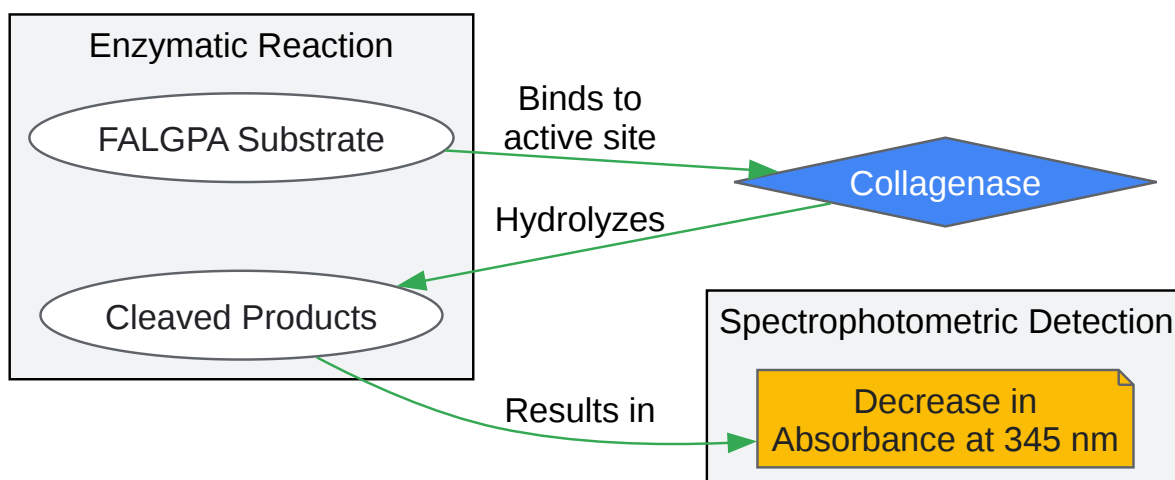 Enzymatic Reaction
FALGPA Substrate
Binds to
active site
Collagenase
Hydrolyzes
Cleaved Products
Spectrophotometric Detection
Results in
Decrease in
Absorbance at 345 nm